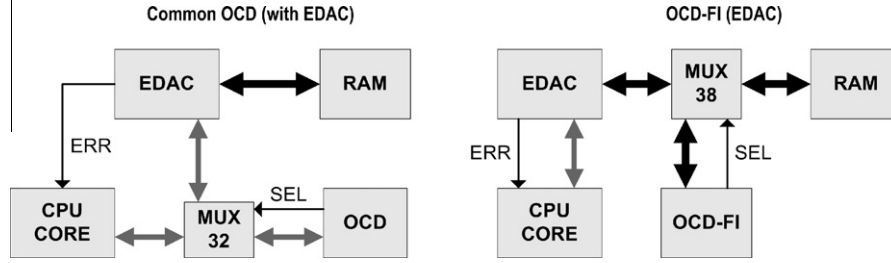 Common OCD (with EDAC)
EDAC
RAM
ERR
CPU
CORE
MUX
32
SEL
OCD
OCD-FI (EDAC)
EDAC
MUX
38
RAM
ERR
SEL
CPU
CORE
OCD-FI